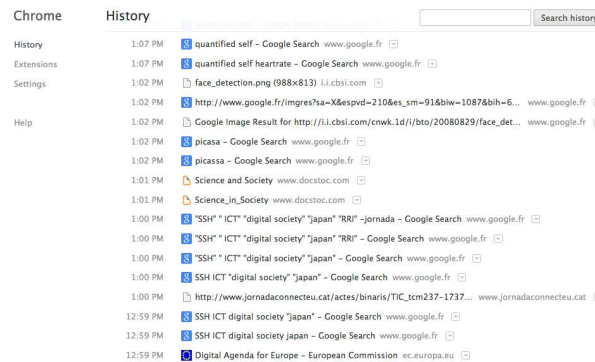 Chrome
History
Search history
History
Extensions
Settings
Help
1:07 PM quantified self - Google Search www.google.fr
1:07 PM quantified self heartrate - Google Search www.google.fr
1:02 PM face_detection.png (988×813) i.i.cbsi.com
1:02 PM http://www.google.fr/imgres?sa=X&espvd=210&es_sm=91&biw=1087&bih=6... www.google.fr
1:02 PM Google Image Result for http://i.i.cbsi.com/cnwk.1d/i/bto/20080829/face_det... www.google.fr
1:02 PM picasa - Google Search www.google.fr
1:02 PM picassa - Google Search www.google.fr
1:01 PM Science and Society www.docstoc.com
1:01 PM Science_in_Society www.docstoc.com
1:00 PM "SSH" " ICT" "digital society" "japan" "RRI" -jornada - Google Search www.google.fr
1:00 PM "SSH" " ICT" "digital society" "japan" "RRI" - Google Search www.google.fr
1:00 PM "SSH" " ICT" "digital society" "japan" - Google Search www.google.fr
1:00 PM SSH ICT "digital society" "japan" - Google Search www.google.fr
1:00 PM http://www.jornadaconnecteu.cat/actes/binaris/TIC_tcm237-1737... www.jornadaconnecteu.cat
12:59 PM SSH ICT digital society "japan" - Google Search www.google.fr
12:59 PM SSH ICT digital society japan - Google Search www.google.fr
12:59 PM Digital Agenda for Europe - European Commission ec.europa.eu